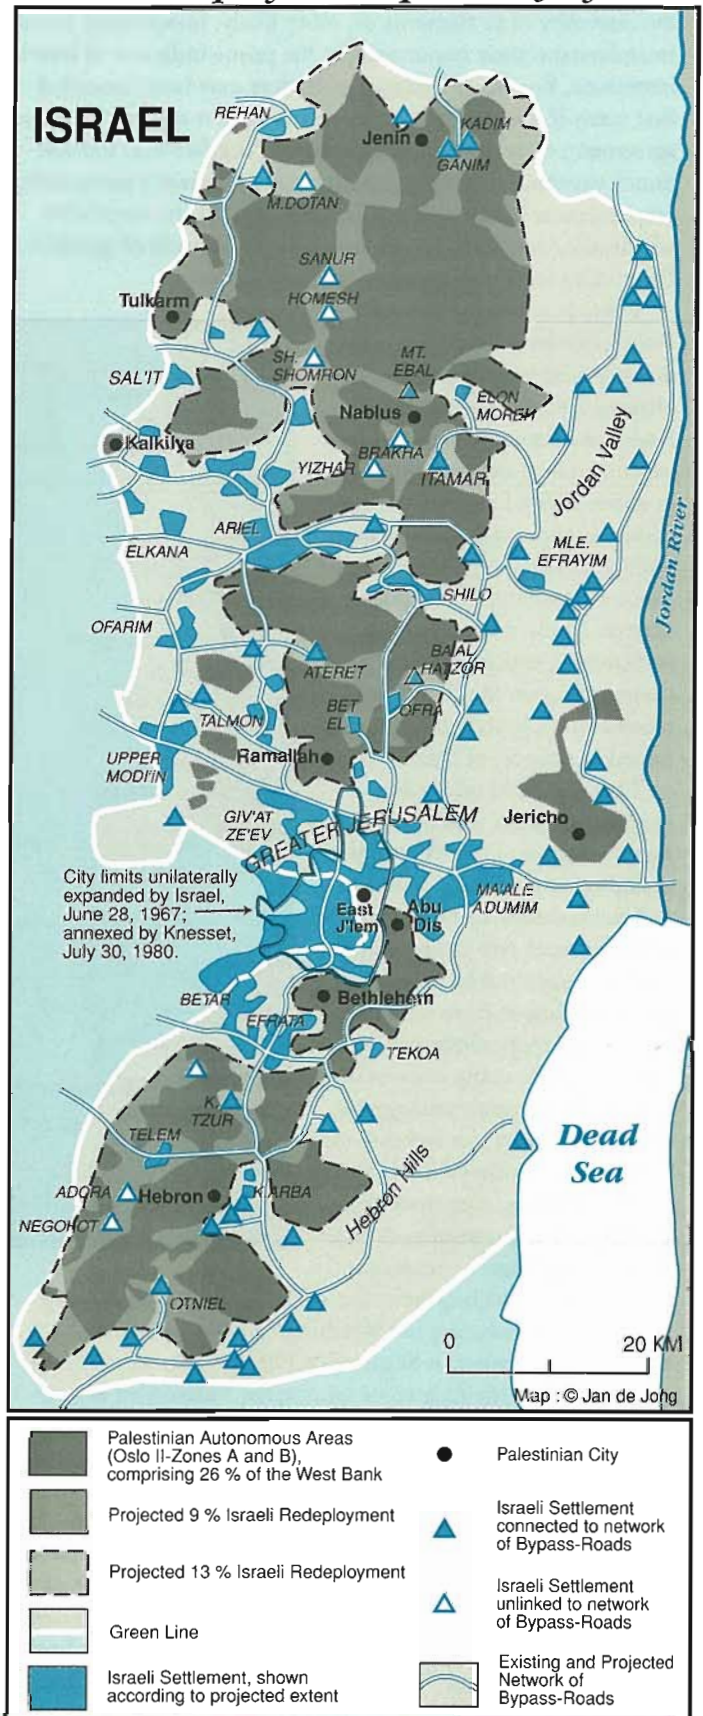 ISRAEL
REHAN
Jenin
KADIM
GANIM
M.DOTAN
SANUR
HOMESH
Tulkarm
SH.
SHOMRON
MT.
EBAL
SAL'IT
ELON
MOREH
Nablus
Kalkilya
BRAKHA
YIZHAR
ITAMAR
Jordan Valley
ARIEL
ELKANA
MLE.
EFRAYIM
Jordan River
SHILO
OFARIM
BA'AL
HATZOR
ATERET
BET
EL
OFRA
TALMON
UPPER
MODI'IN
Ramallah
GIV'AT
ZE'EV
GREATER JERUSALEM
Jericho
City limits unilaterally
expanded by Israel,
June 28, 1967;
annexed by Knesset,
July 30, 1980.
East
J'lem
Abu
Dis
MA'ALE
ADUMIM
BETAR
Bethlehem
EFRATA
TEKOA
K.
TZUR
TELEM
Dead
Sea
ADORA
Hebron
K.ARBA
NEGOHOT
Hebron Hills
OTNIEL
0 20 KM
Map : © Jan de Jong
Palestinian Autonomous Areas
(Oslo II-Zones A and B),
comprising 26 % of the West Bank
Projected 9 % Israeli Redeployment
Projected 13 % Israeli Redeployment
Green Line
Israeli Settlement, shown
according to projected extent
Palestinian City
Israeli Settlement
connected to network
of Bypass-Roads
Israeli Settlement
unlinked to network
of Bypass-Roads
Existing and Projected
Network of
Bypass-Roads